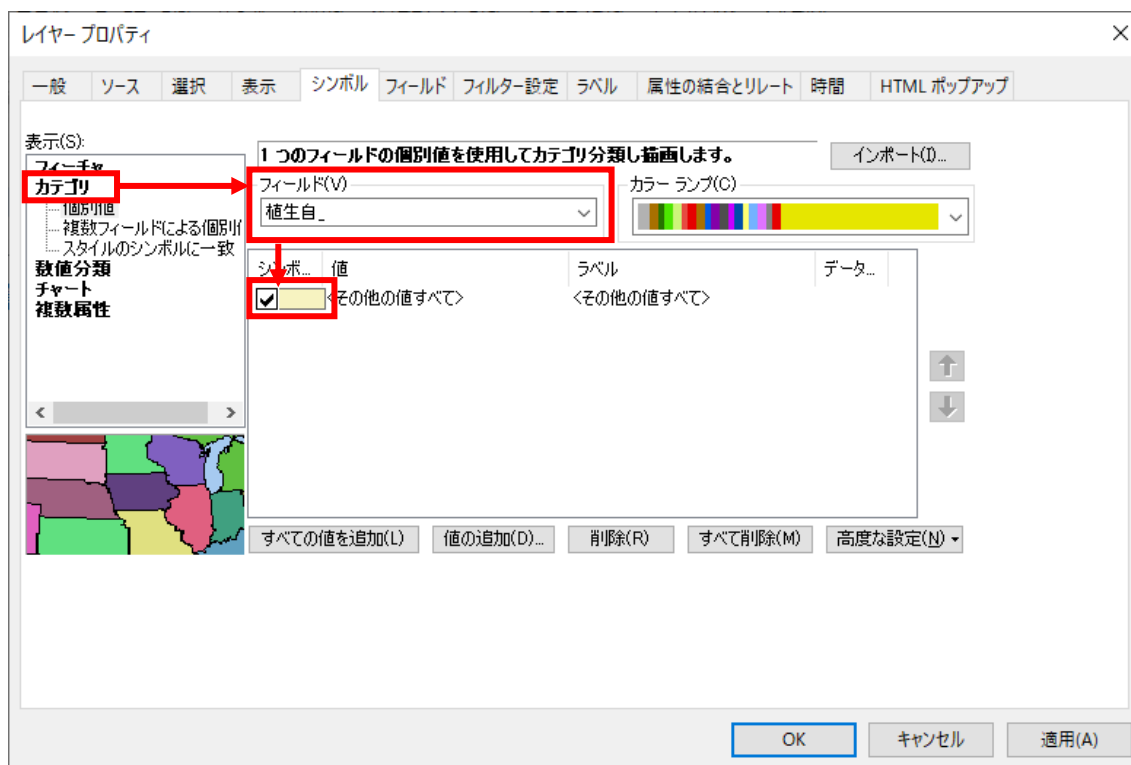 レイヤー プロパティ
一般 ソース 選択 表示 シンボル フィールド フィルター設定 ラベル 属性の結合とリレート 時間 HTML ポップアップ
表示(S):
フィーチャ
カテゴリ
個別値
複数フィールドによる個別値
スタイルのシンボルに一致
数値分類
チャート
複数属性
1 つのフィールドの個別値を使用してカテゴリ分類し描画します。
インポート(I)...
フィールド(V)
植生自_
カラー ランプ(C)
シンボ... 値 ラベル データ...
<その他の値すべて> <その他の値すべて>
すべての値を追加(L) 値の追加(D)... 削除(R) すべて削除(M) 高度な設定(N)
OK キャンセル 適用(A)